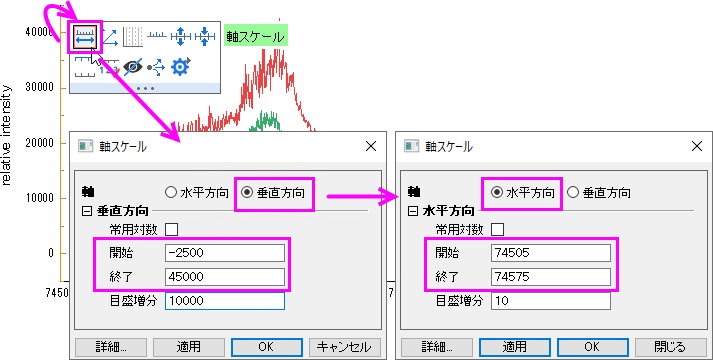 40000
30000
20000
10000
0
relative intensity
軸スケール
軸スケール
軸 水平方向 垂直方向
垂直方向
常用対数
開始 -2500
終了 45000
目盛増分 10000
詳細... 適用 OK キャンセル
軸スケール
軸 水平方向 垂直方向
水平方向
常用対数
開始 74505
終了 74575
目盛増分 10
詳細... 適用 OK 閉じる